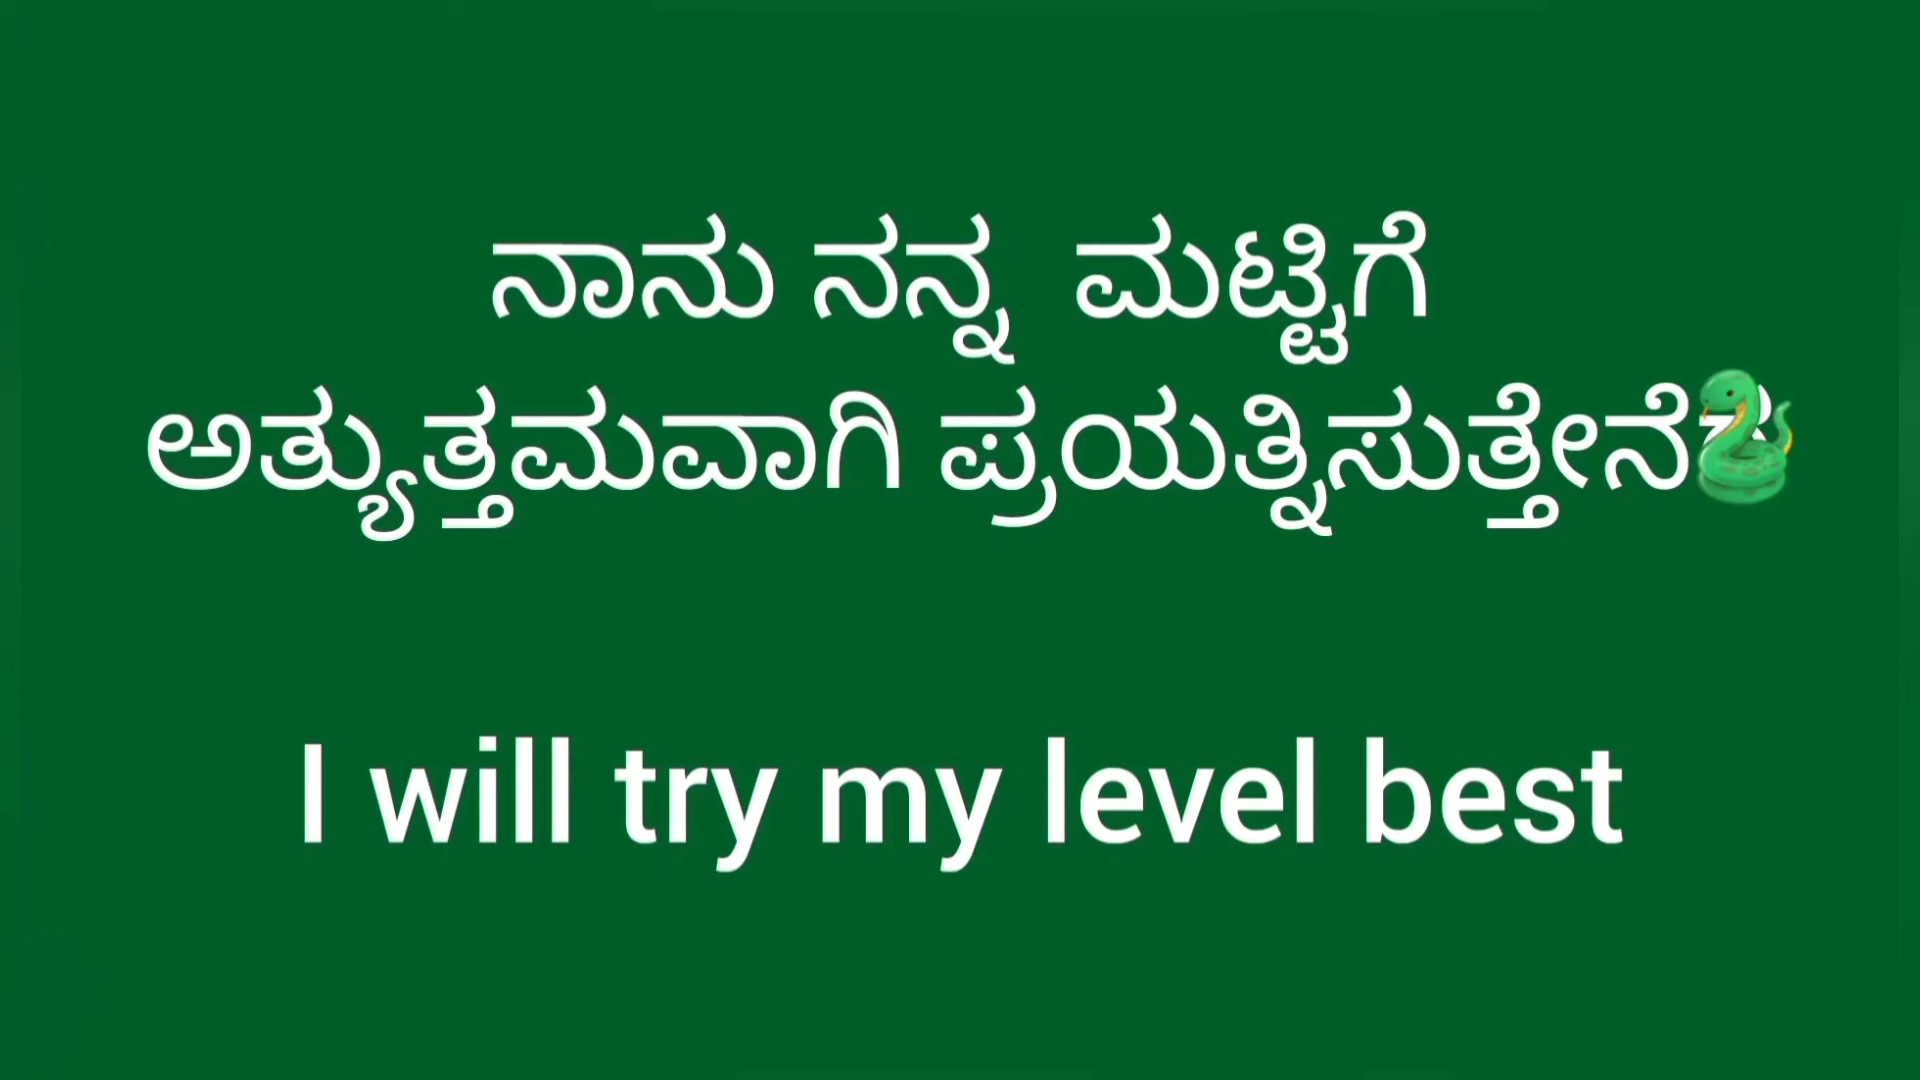 ನಾನು ನನ್ನ ಮಟ್ಟಿಗೆ
ಅತ್ಯುತ್ತಮವಾಗಿ ಪ್ರಯತ್ನಿಸುತ್ತೇನೆ
I will try my level best